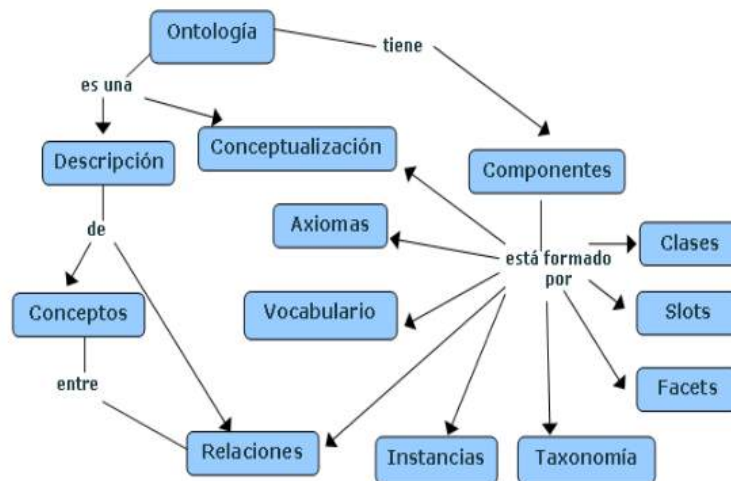 Ontología
tiene
es una
Descripción
Conceptualización
Componentes
Axiomas
Clases
de
está formado
por
Conceptos
Vocabulario
Slots
entre
Facets
Relaciones
Instancias
Taxonomía